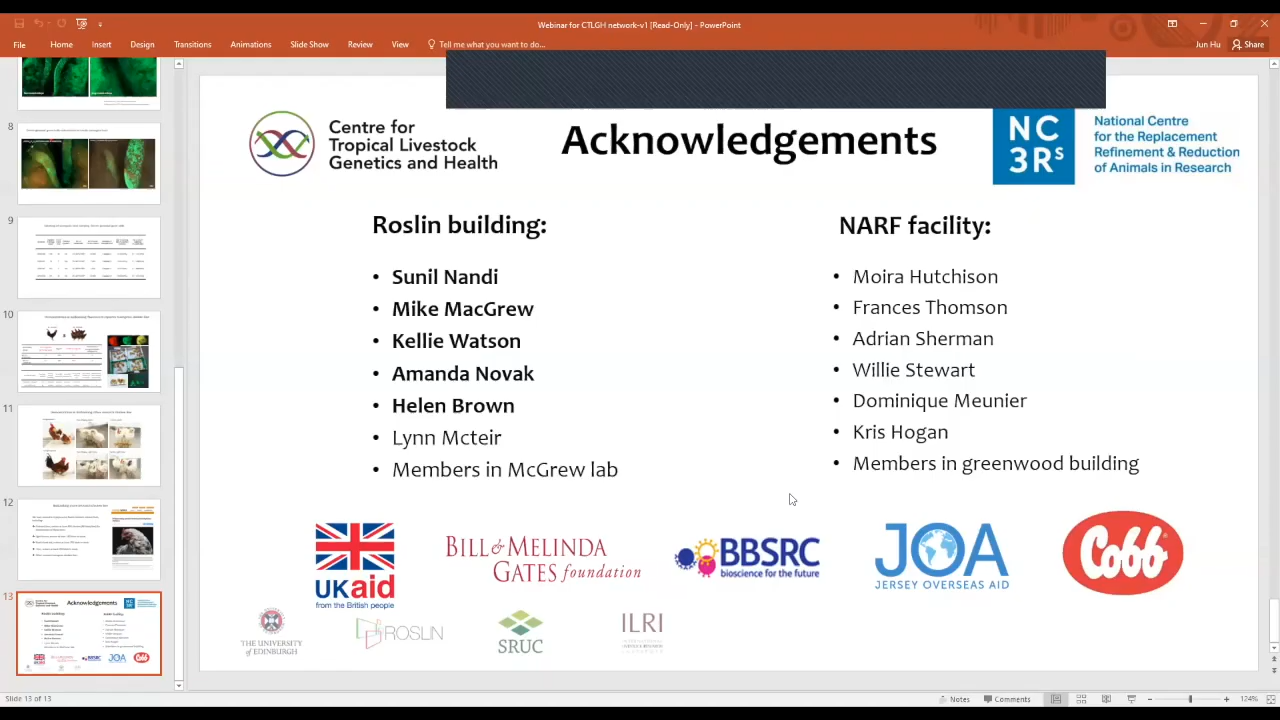 Webinar for CTLGH network-v1 [Read-Only] - PowerPoint
File Home Insert Design Transitions Animations Slide Show Review View Tell me what you want to do...
Jun Hu Share
8
9
10
11
12
13
Acknowledgements
Centre for
Tropical Livestock
Genetics and Health
Acknowledgements
NC
3Rs
National Centre
for the Replacement
Refinement & Reduction
of Animals in Research
Roslin building:
• Sunil Nandi
• Mike MacGrew
• Kellie Watson
• Amanda Novak
• Helen Brown
• Lynn Mcteir
• Members in McGrew lab
NARF facility:
• Moira Hutchison
• Frances Thomson
• Adrian Sherman
• Willie Stewart
• Dominique Meunier
• Kris Hogan
• Members in greenwood building
UKaid
from the British people
BILL & MELINDA
GATES foundation
BBSRC
bioscience for the future
JOA
JERSEY OVERSEAS AID
Cobb
THE UNIVERSITY
of EDINBURGH
ROSLIN
SRUC
ILRI
Slide 13 of 13
Notes Comments
124%